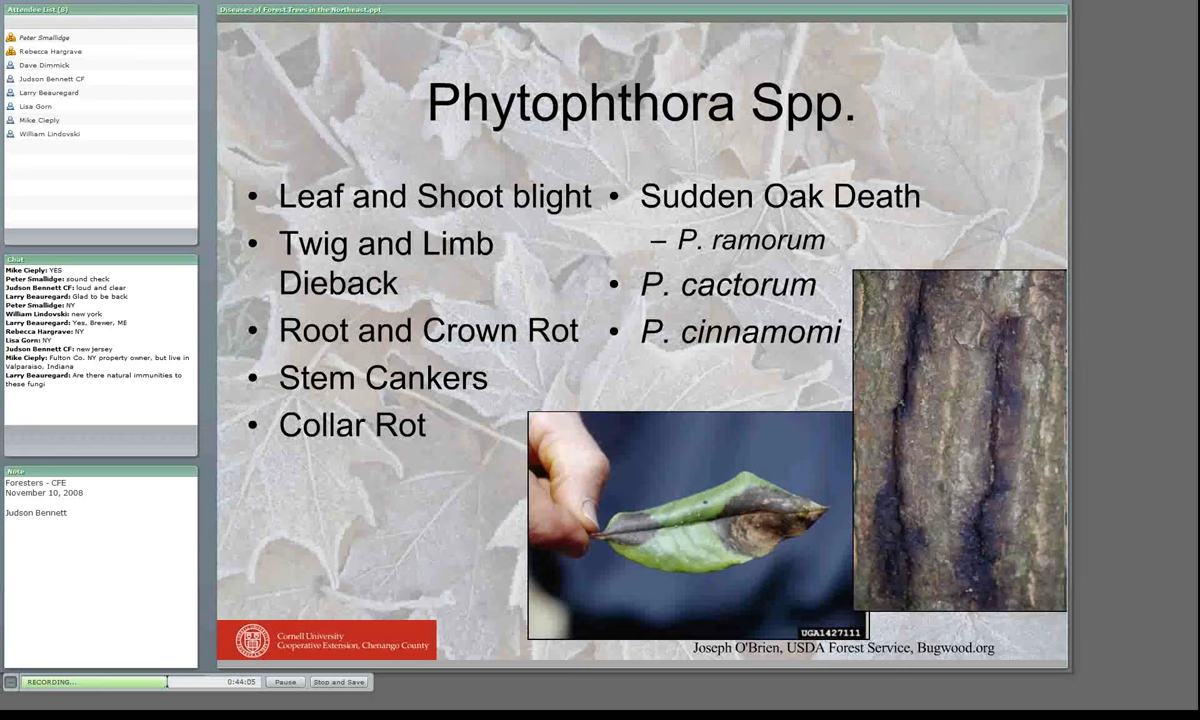 Attendee List (8)
Peter Smallidge
Rebecca Hargrave
Dave Dimmick
Judson Bennett CF
Larry Beauregard
Lisa Gorn
Mike Cieply
William Lindovski
Chat
Mike Cieply: YES
Peter Smallidge: sound check
Judson Bennett CF: loud and clear
Larry Beauregard: Glad to be back
Peter Smallidge: NY
William Lindovski: new york
Larry Beauregard: Yes, Brewer, ME
Rebecca Hargrave: NY
Lisa Gorn: NY
Judson Bennett CF: new jersey
Mike Cieply: Fulton Co. NY property owner, but live in
Valparaiso, Indiana
Larry Beauregard: Are there natural immunities to
these fungi
Note
Foresters - CFE
November 10, 2008
Judson Bennett
Diseases of Forest Trees in the Northeast.ppt
Phytophthora Spp.
• Leaf and Shoot blight
• Twig and Limb
Dieback
• Root and Crown Rot
• Stem Cankers
• Collar Rot
• Sudden Oak Death
– P. ramorum
• P. cactorum
• P. cinnamomi
UGA1427111
Joseph O'Brien, USDA Forest Service, Bugwood.org
Cornell University
Cooperative Extension, Chenango County
RECORDING...
0:44:05
Pause
Stop and Save